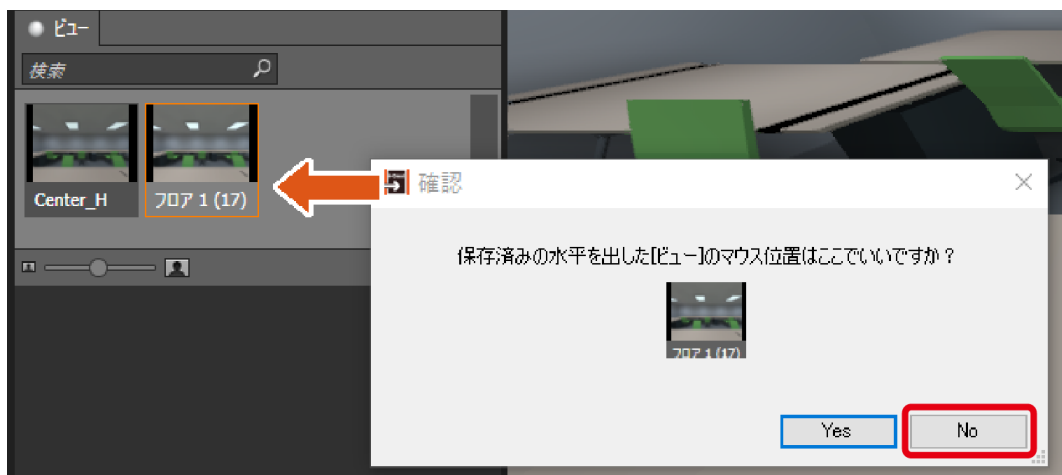 ビュー
検索
Center_H
フロア 1 (17)
確認
保存済みの水平を出した[ビュー]のマウス位置はここでいいですか？
フロア 1 (17)
Yes
No